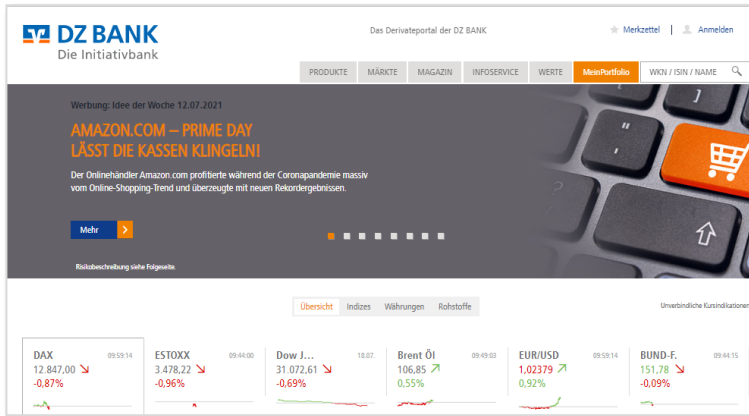 DZ BANK
Die Initiativbank
Das Derivateportal der DZ BANK
Merkzettel | Anmelden
PRODUKTE MÄRKTE MAGAZIN INFOSERVICE WERTE MeinPortfolio WKN / ISIN / NAME
Werbung: Idee der Woche 12.07.2021
AMAZON.COM – PRIME DAY
LÄSST DIE KASSEN KLINGELN!
Der Onlinehändler Amazon.com profitierte während der Coronapandemie massiv
vom Online-Shopping-Trend und überzeugte mit neuen Rekordergebnissen.
Mehr
Risikobeschreibung siehe Folgeseite.
Übersicht Indizes Währungen Rohstoffe
Unverbindliche Kursindikationen
DAX 09:59:14
12.847,00
-0,87%
ESTOXX 09:44:00
3.478,22
-0,96%
Dow J... 18.07.
31.072,61
-0,69%
Brent Öl 09:49:03
106,85
0,55%
EUR/USD 09:59:14
1,02379
0,92%
BUND-F. 09:44:15
151,78
-0,09%